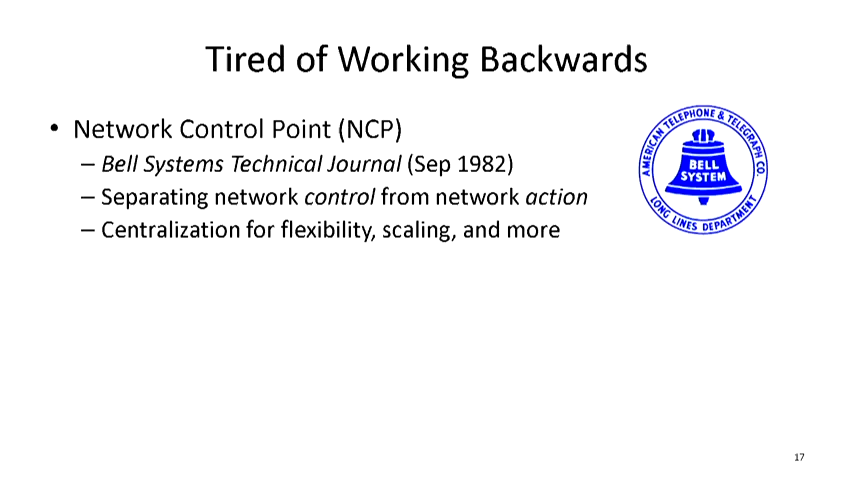 Tired of Working Backwards
• Network Control Point (NCP)
– Bell Systems Technical Journal (Sep 1982)
– Separating network control from network action
– Centralization for flexibility, scaling, and more
AMERICAN TELEPHONE & TELEGRAPH CO.
BELL
SYSTEM
LONG LINES DEPARTMENT
17